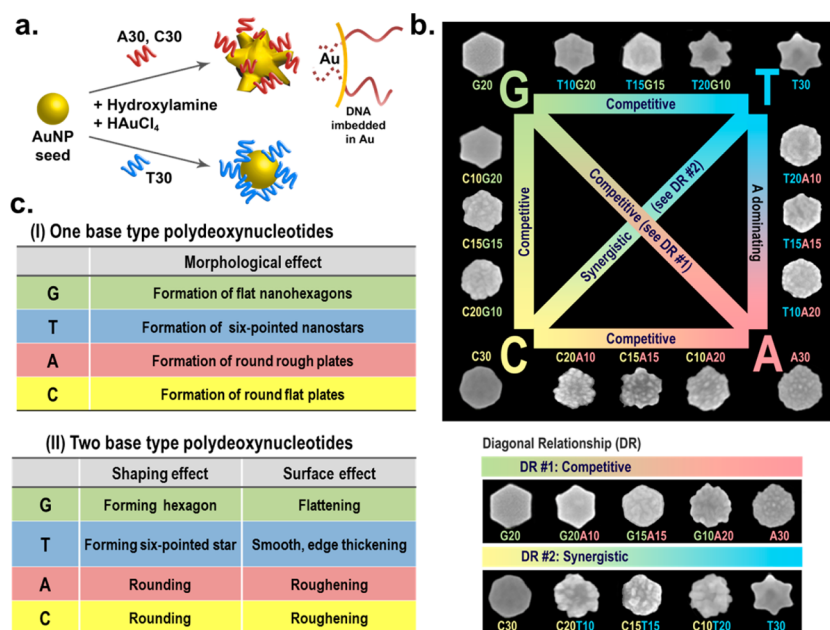 a.
A30, C30
AuNP
seed
+ Hydroxylamine
+ HAuCl₄
T30
Au
DNA
imbedded
in Au
b.
G20
T10G20
T15G15
T20G10
T30
G
T
Competitive
C10G20
C15G15
C20G10
Competitive
Competitive (see DR #1)
Synergistic (see DR #2)
A dominating
T20A10
T15A15
T10A20
C
A
Competitive
C30
C20A10
C15A15
C10A20
A30
c.
(I) One base type polydeoxynucleotides
Morphological effect
G Formation of flat nanohexagons
T Formation of six-pointed nanostars
A Formation of round rough plates
C Formation of round flat plates
(II) Two base type polydeoxynucleotides
Shaping effect Surface effect
G Forming hexagon Flattening
T Forming six-pointed star Smooth, edge thickening
A Rounding Roughening
C Rounding Roughening
Diagonal Relationship (DR)
DR #1: Competitive
G20 G20A10 G15A15 G10A20 A30
DR #2: Synergistic
C30 C20T10 C15T15 C10T20 T30